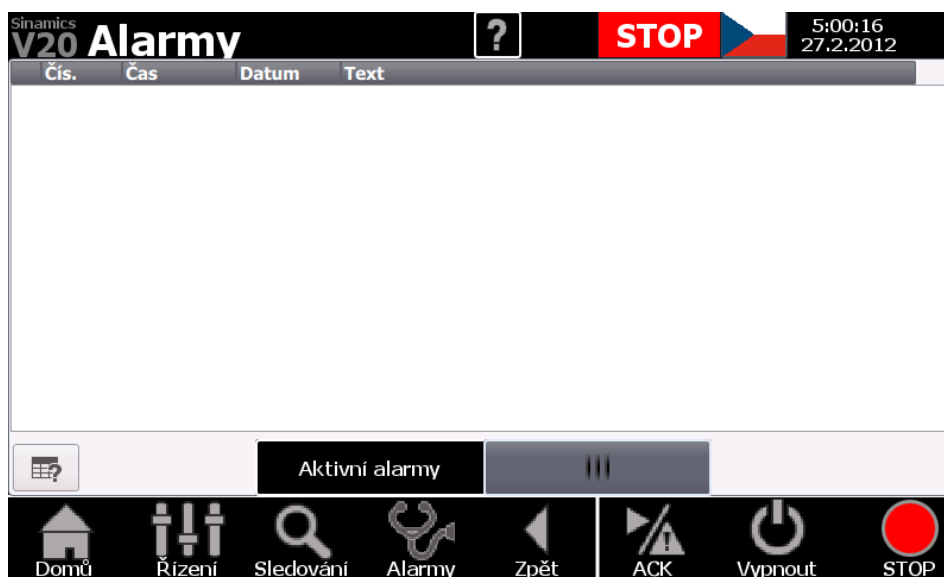 Sinamics
V20 Alarmy
?
STOP
5:00:16
27.2.2012
Čís. Čas Datum Text
?
Aktivní alarmy
Domů Řízení Sledování Alarmy Zpět ACK Vypnout STOP